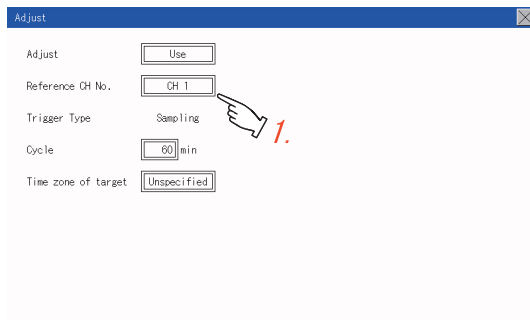 Adjust
Adjust Use
Reference CH No. CH 1
Trigger Type Sampling
Cycle 60 min
Time zone of target Unspecified
1.